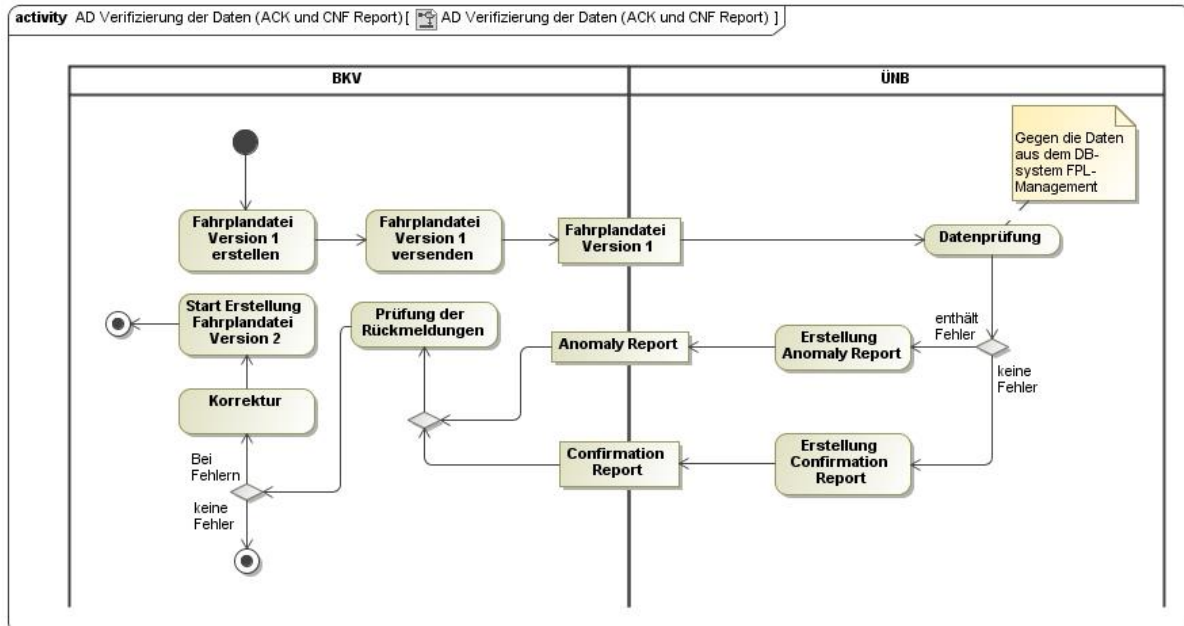 activity AD Verifizierung der Daten (ACK und CNF Report) [ AD Verifizierung der Daten (ACK und CNF Report) ]
BKV
ÜNB
Gegen die Daten
aus dem DB-
system FPL-
Management
Fahrplandatei
Version 1
erstellen
Fahrplandatei
Version 1
versenden
Fahrplandatei
Version 1
Datenprüfung
Start Erstellung
Fahrplandatei
Version 2
Prüfung der
Rückmeldungen
Anomaly Report
Erstellung
Anomaly Report
enthält
Fehler
keine
Fehler
Korrektur
Confirmation
Report
Erstellung
Confirmation
Report
Bei
Fehlern
keine
Fehler